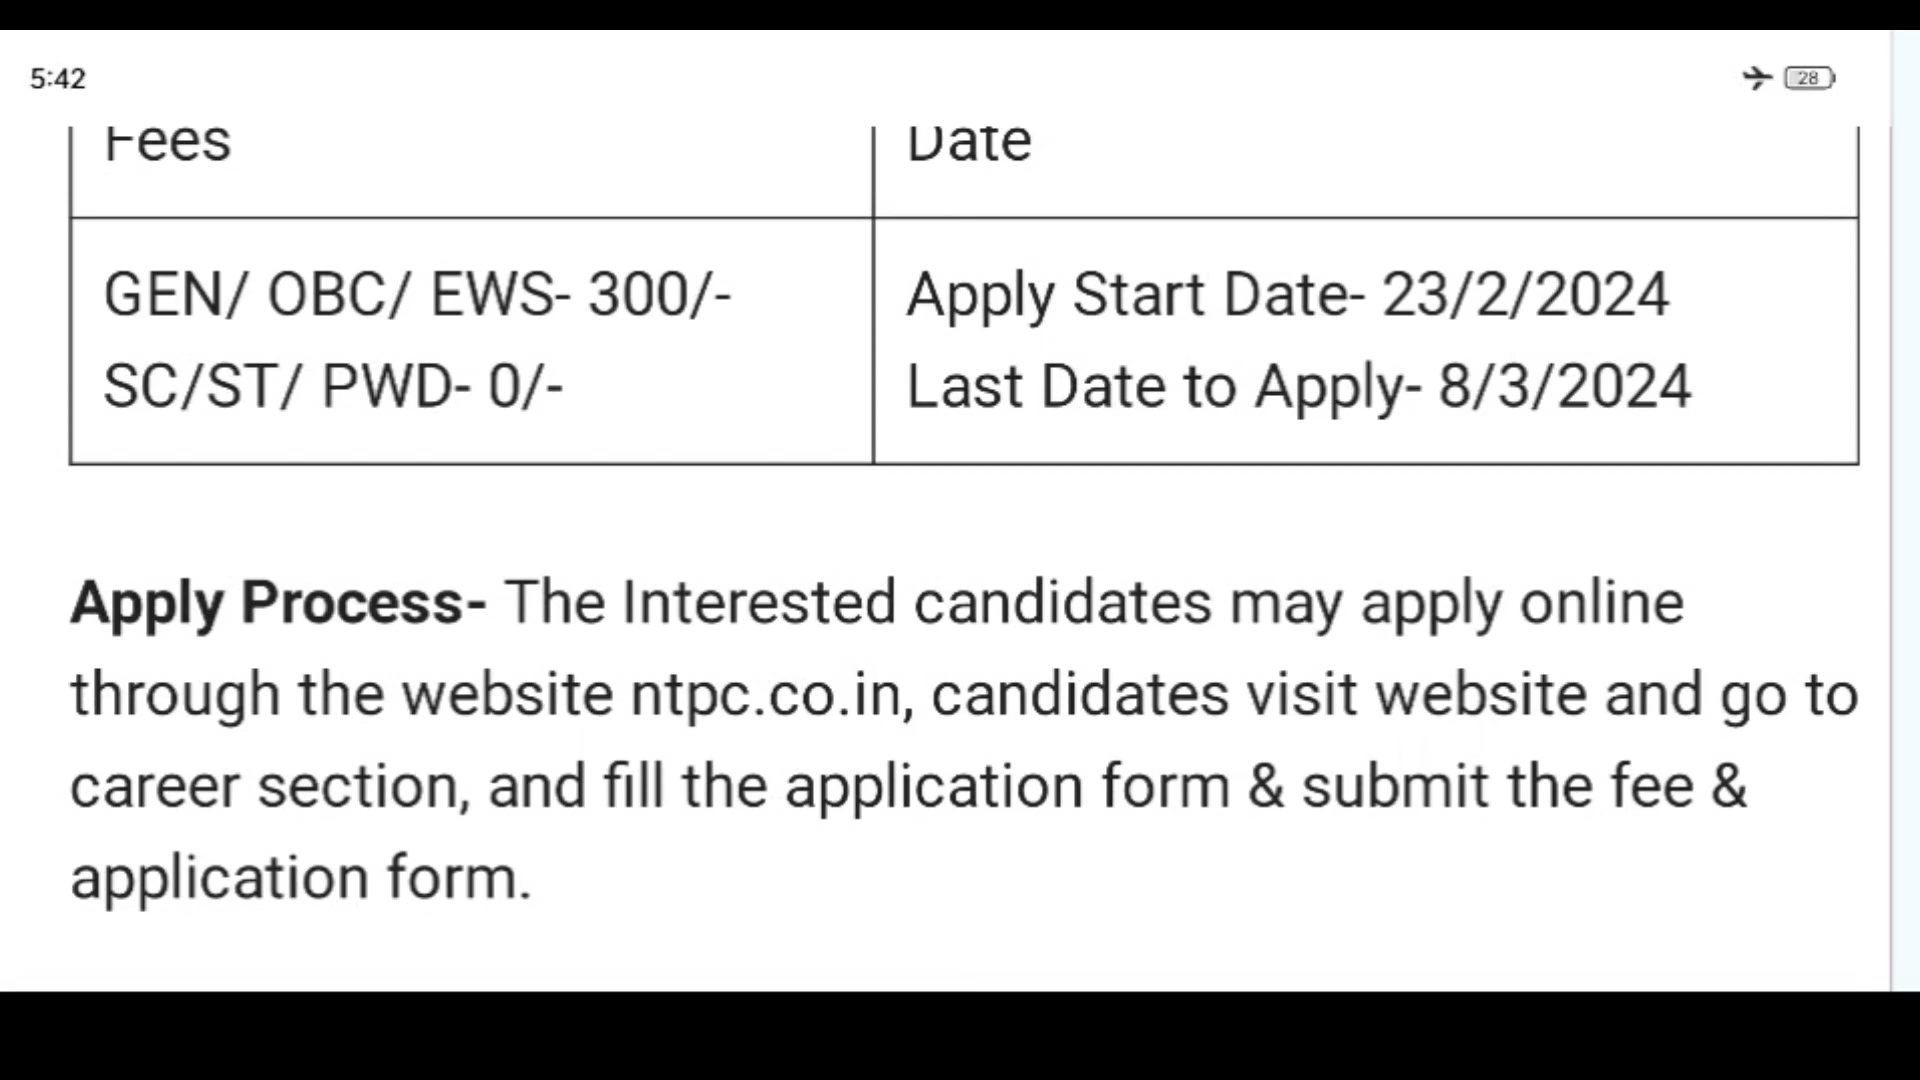 5:42
28
Fees
Date
GEN/ OBC/ EWS- 300/-
SC/ST/ PWD- 0/-
Apply Start Date- 23/2/2024
Last Date to Apply- 8/3/2024
Apply Process- The Interested candidates may apply online
through the website ntpc.co.in, candidates visit website and go to
career section, and fill the application form & submit the fee &
application form.